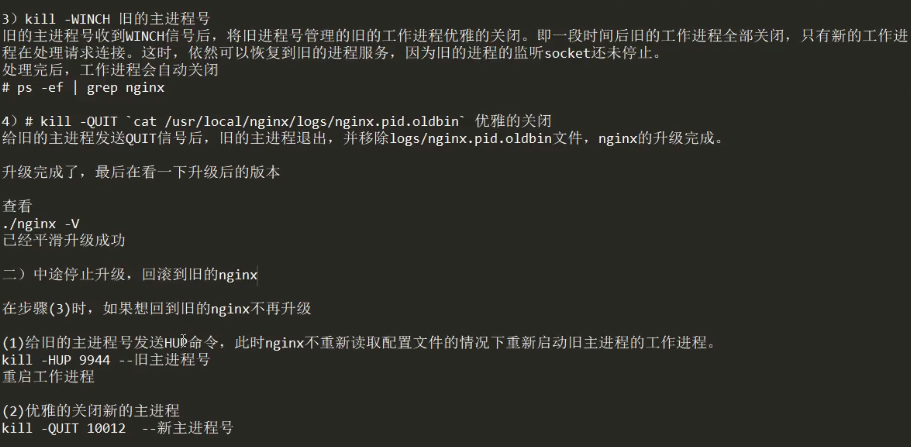 3）kill -WINCH 旧的主进程号
旧的主进程号收到WINCH信号后，将旧进程号管理的旧的工作进程优雅的关闭。即一段时间后旧的工作进程全部关闭，只有新的工作进
程在处理请求连接。这时，依然可以恢复到旧的进程服务，因为旧的进程的监听socket还未停止。
处理完后，工作进程会自动关闭
# ps -ef | grep nginx
4）# kill -QUIT `cat /usr/local/nginx/logs/nginx.pid.oldbin` 优雅的关闭
给旧的主进程发送QUIT信号后，旧的主进程退出，并移除logs/nginx.pid.oldbin文件，nginx的升级完成。
升级完成了，最后在看一下升级后的版本
查看
./nginx -V
已经平滑升级成功
二）中途停止升级，回滚到旧的nginx
在步骤(3)时，如果想回到旧的nginx不再升级
(1)给旧的主进程号发送HUP命令，此时nginx不重新读取配置文件的情况下重新启动旧主进程的工作进程。
kill -HUP 9944 --旧主进程号
重启工作进程
(2)优雅的关闭新的主进程
kill -QUIT 10012  --新主进程号